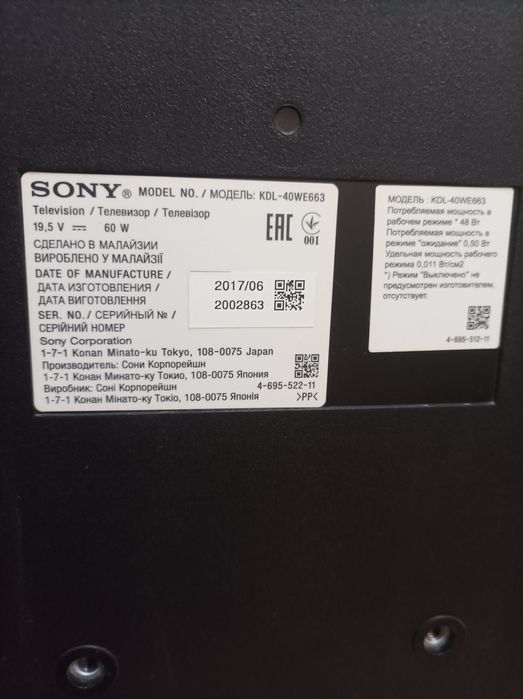 SONY® MODEL NO. / МОДЕЛЬ: KDL-40WE663
Television / Телевизор / Телевізор
19,5 V 60 W
EAC
001
СДЕЛАНО В МАЛАЙЗИИ
ВИРОБЛЕНО У МАЛАЙЗІЇ
DATE OF MANUFACTURE /
ДАТА ИЗГОТОВЛЕНИЯ / 2017/06
ДАТА ВИГОТОВЛЕННЯ 2002863
SER. NO. / СЕРИЙНЫЙ № /
СЕРІЙНИЙ НОМЕР
Sony Corporation
1-7-1 Konan Minato-ku Tokyo, 108-0075 Japan
Производитель: Сони Корпорейшн
1-7-1 Конан Минато-ку Токио, 108-0075 Япония
Виробник: Соні Корпорейшн 4-695-522-11
1-7-1 Конан Мінато-ку Токіо, 108-0075 Японія >PP<
МОДЕЛЬ : KDL-40WE663
Потребляемая мощность в
рабочем режиме * 48 Вт
Потребляемая мощность в
режиме "ожидание" 0,50 Вт
Удельная мощность рабочего
режима 0,011 Вт/см2
*) Режим "Выключено" не
предусмотрен изготовителем,
отсутствует.
4-695-512-11